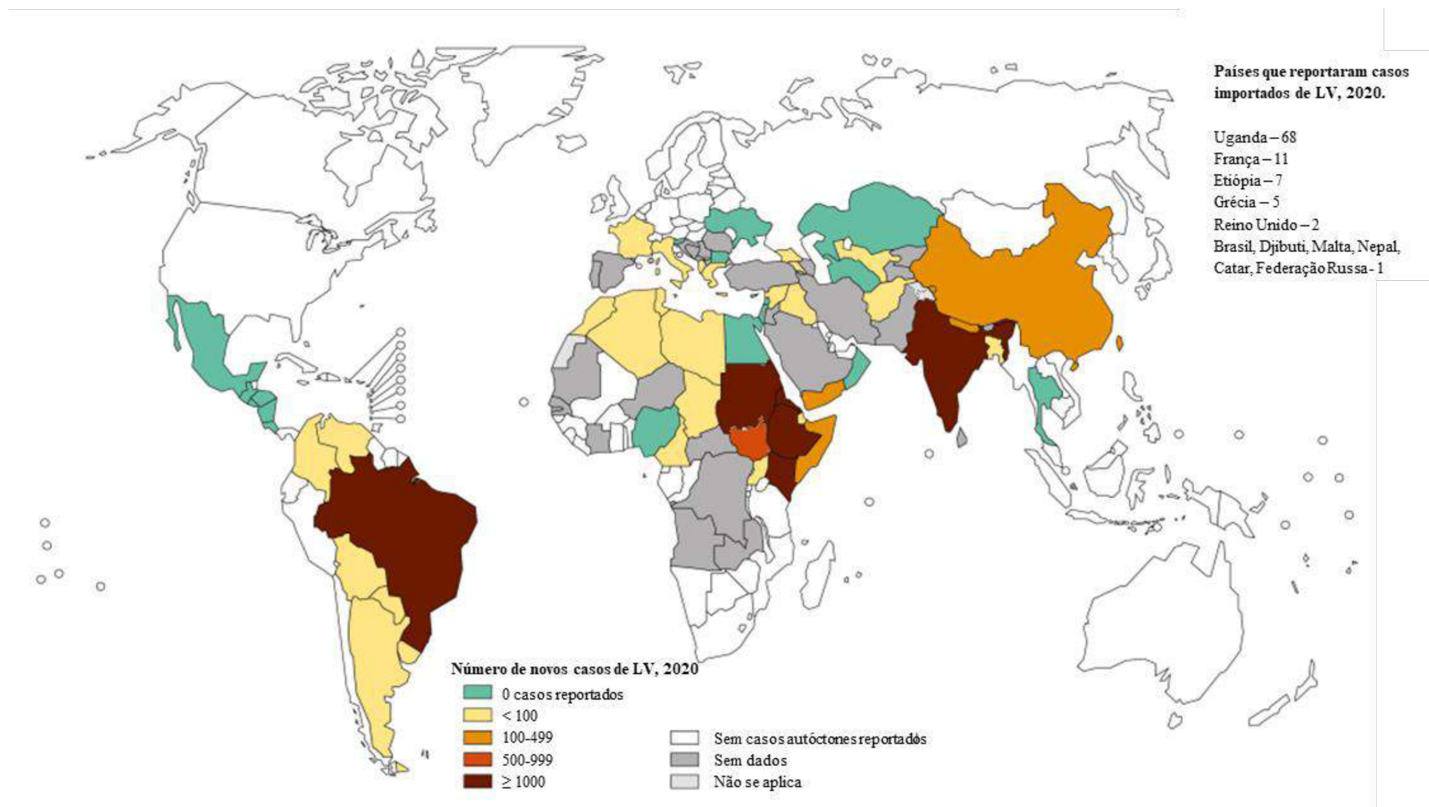 Países que reportaram casos
importados de LV, 2020.
Uganda – 68
França – 11
Etiópia – 7
Grécia – 5
Reino Unido – 2
Brasil, Djibuti, Malta, Nepal,
Catar, Federação Russa - 1
Número de novos casos de LV, 2020
0 casos reportados
< 100
100-499
500-999
≥ 1000
Sem casos autóctones reportados
Sem dados
Não se aplica